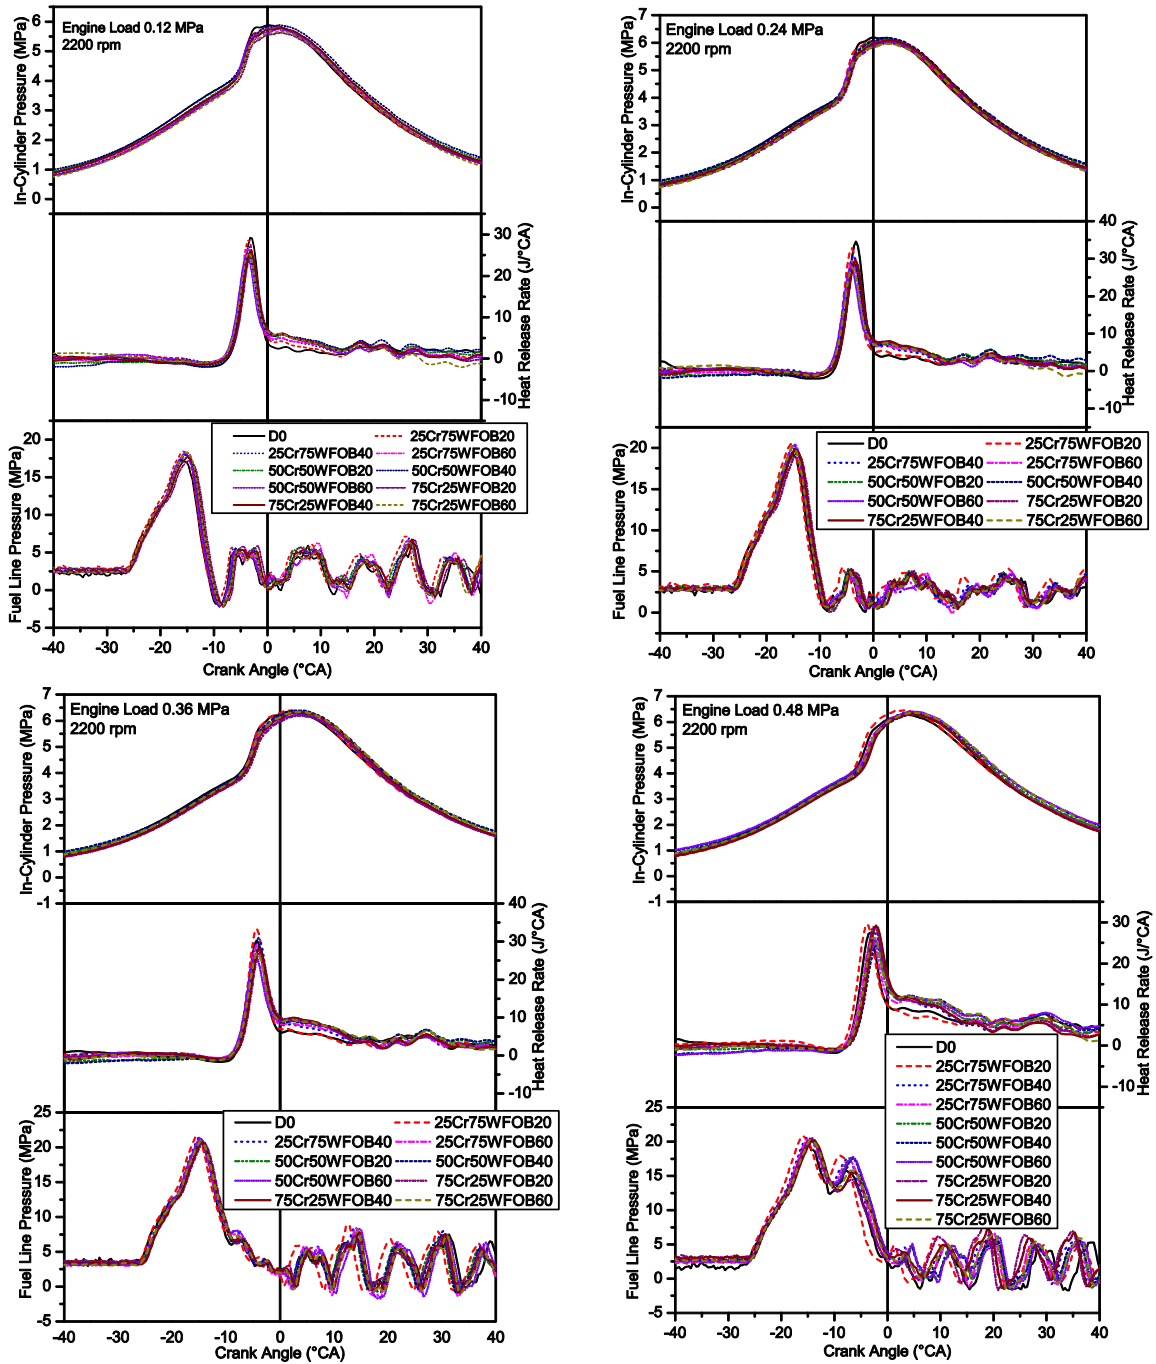 Engine Load 0.12 MPa
2200 rpm
In-Cylinder Pressure (MPa)
6
5
4
3
2
1
0
Heat Release Rate (J/°CA)
30
20
10
0
-10
Fuel Line Pressure (MPa)
20
15
10
5
0
-5
D0 25Cr75WFOB20
25Cr75WFOB40 25Cr75WFOB60
50Cr50WFOB20 50Cr50WFOB40
50Cr50WFOB60 75Cr25WFOB20
75Cr25WFOB40 75Cr25WFOB60
-40 -30 -20 -10 0 10 20 30 40
Crank Angle (°CA)
Engine Load 0.24 MPa
2200 rpm
In-Cylinder Pressure (MPa)
7
6
5
4
3
2
1
0
Heat Release Rate (J/°CA)
40
30
20
10
0
-10
Fuel Line Pressure (MPa)
20
15
10
5
0
D0 25Cr75WFOB20
25Cr75WFOB40 25Cr75WFOB60
50Cr50WFOB20 50Cr50WFOB40
50Cr50WFOB60 75Cr25WFOB20
75Cr25WFOB40 75Cr25WFOB60
-40 -30 -20 -10 0 10 20 30 40
Crank Angle (°CA)
Engine Load 0.36 MPa
2200 rpm
In-Cylinder Pressure (MPa)
7
6
5
4
3
2
1
0
-1
Heat Release Rate (J/°CA)
40
30
20
10
0
-10
Fuel Line Pressure (MPa)
25
20
15
10
5
0
-5
D0 25Cr75WFOB20
25Cr75WFOB40 25Cr75WFOB60
50Cr50WFOB20 50Cr50WFOB40
50Cr50WFOB60 75Cr25WFOB20
75Cr25WFOB40 75Cr25WFOB60
-40 -30 -20 -10 0 10 20 30 40
Crank Angle (°CA)
Engine Load 0.48 MPa
2200 rpm
In-Cylinder Pressure (MPa)
7
6
5
4
3
2
1
0
-1
Heat Release Rate (J/°CA)
30
20
10
0
-10
Fuel Line Pressure (MPa)
25
20
15
10
5
0
-5
D0
25Cr75WFOB20
25Cr75WFOB40
25Cr75WFOB60
50Cr50WFOB20
50Cr50WFOB40
50Cr50WFOB60
75Cr25WFOB20
75Cr25WFOB40
75Cr25WFOB60
-40 -30 -20 -10 0 10 20 30 40
Crank Angle (°CA)